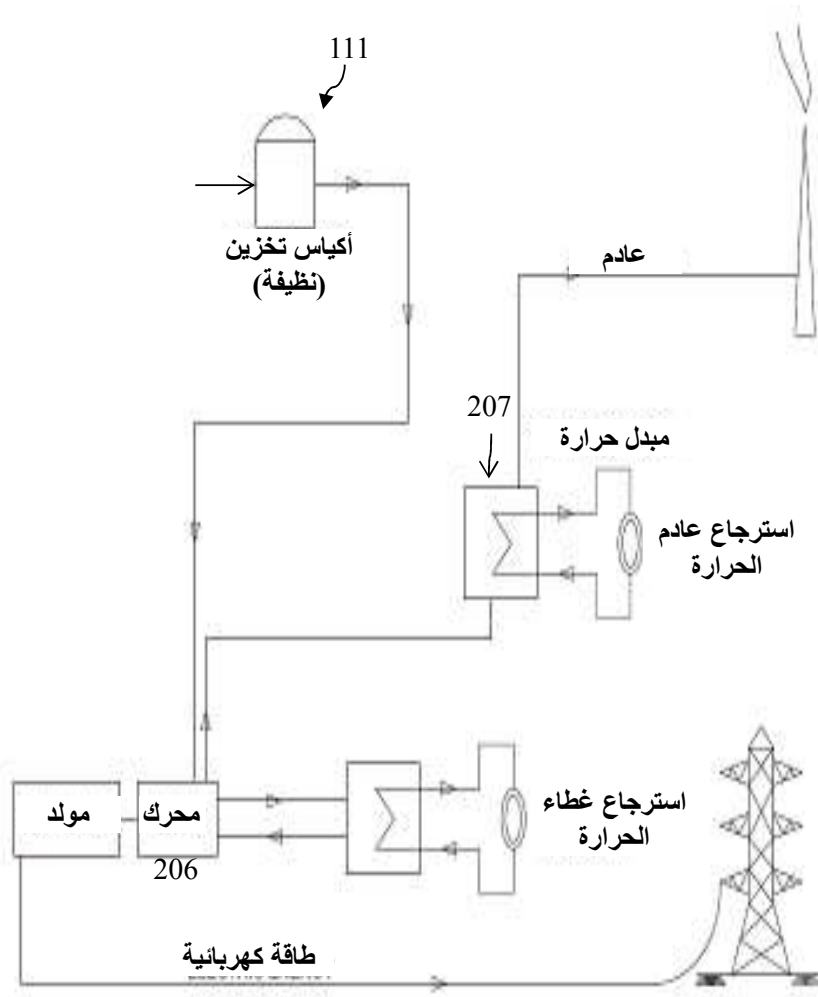 111
أكياس تخزين
(نظيفة)
عادم
207
مبدل حرارة
استرجاع عادم
الحرارة
مولد
محرك
206
استرجاع غطاء
الحرارة
طاقة كهربائية